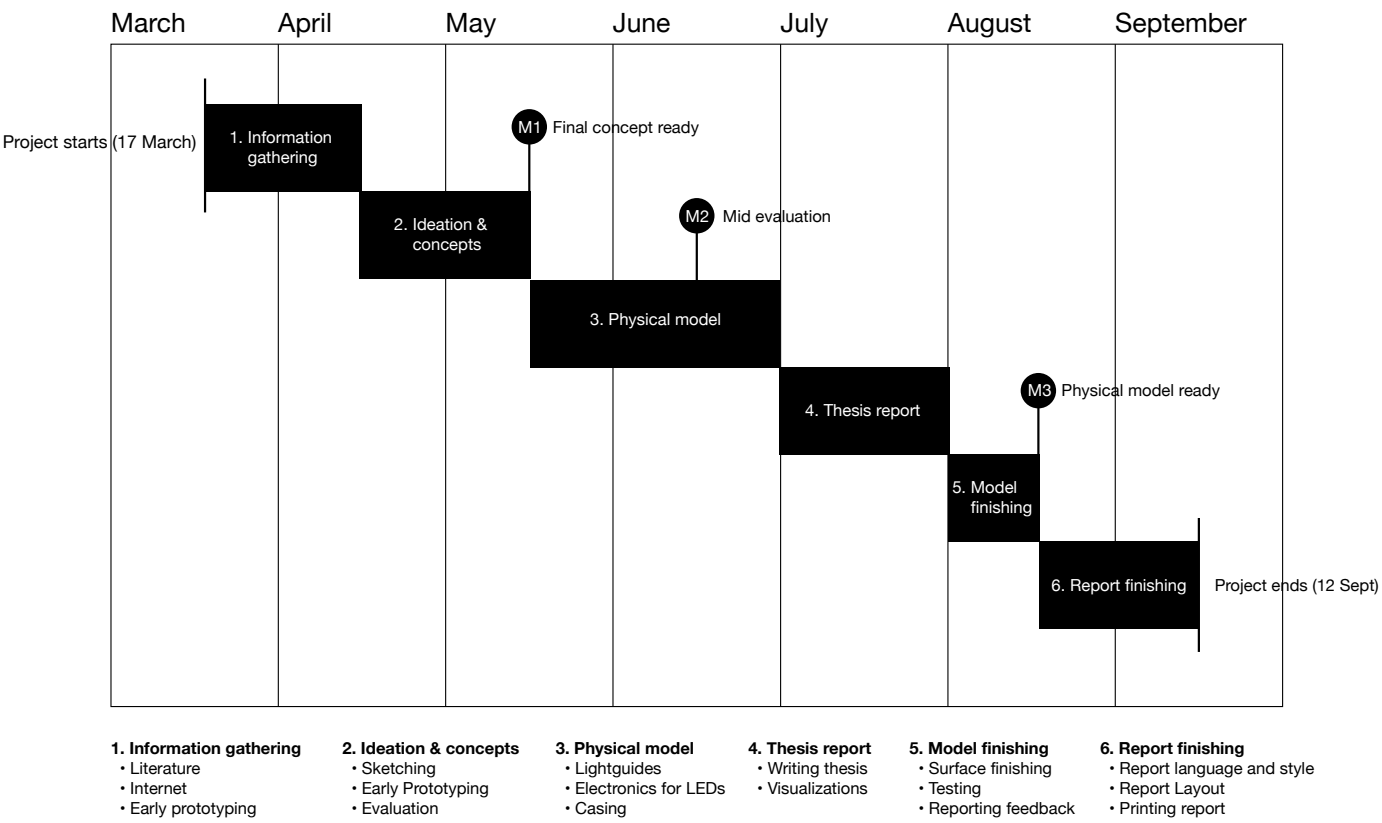 March April May June July August September
Project starts (17 March)
1. Information
gathering
M1 Final concept ready
2. Ideation &
concepts
M2 Mid evaluation
3. Physical model
4. Thesis report
M3 Physical model ready
5. Model
finishing
6. Report finishing
Project ends (12 Sept)
1. Information gathering
• Literature
• Internet
• Early prototyping
2. Ideation & concepts
• Sketching
• Early Prototyping
• Evaluation
3. Physical model
• Lightguides
• Electronics for LEDs
• Casing
4. Thesis report
• Writing thesis
• Visualizations
5. Model finishing
• Surface finishing
• Testing
• Reporting feedback
6. Report finishing
• Report language and style
• Report Layout
• Printing report